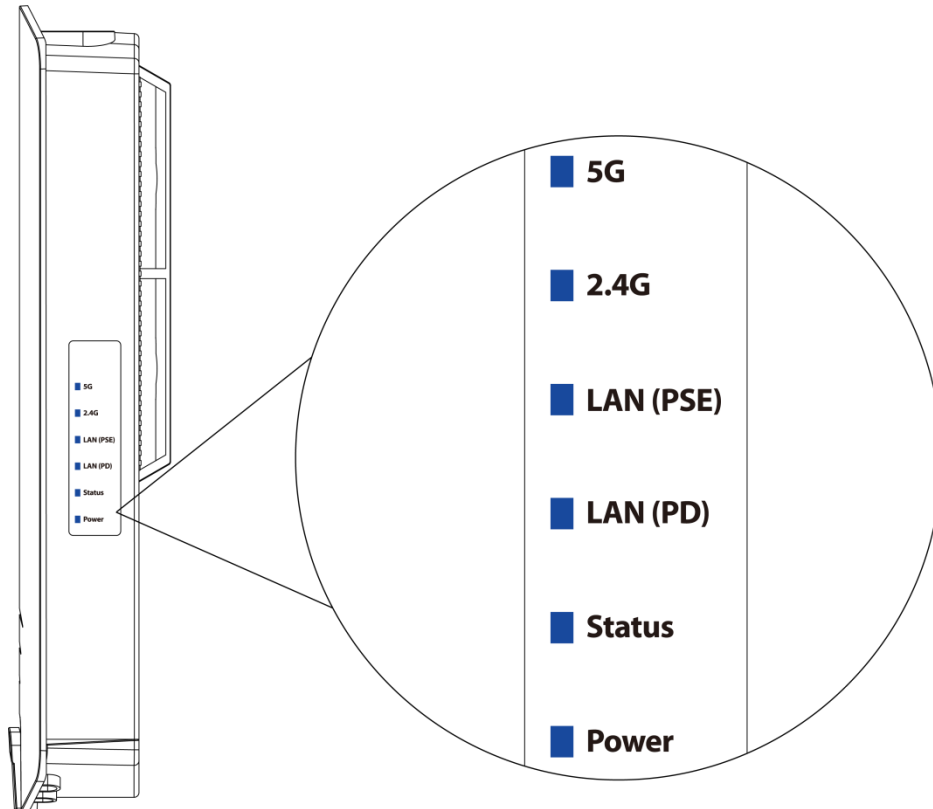 5G
2.4G
LAN (PSE)
LAN (PD)
Status
Power
5G
2.4G
LAN (PSE)
LAN (PD)
Status
Power